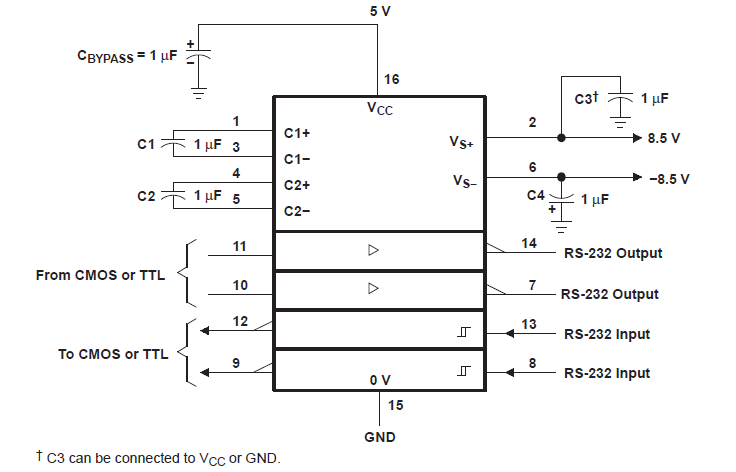 5 V
CBYPASS = 1 μF
+
−
16
VCC
C3†
1 μF
1
C1+
2
VS+
8.5 V
C1
1 μF
3
C1−
4
C2+
6
VS−
−8.5 V
C2
1 μF
5
C2−
C4
+
1 μF
11
14
RS-232 Output
From CMOS or TTL
10
7
RS-232 Output
12
13
RS-232 Input
To CMOS or TTL
9
8
RS-232 Input
0 V
15
GND
† C3 can be connected to VCC or GND.